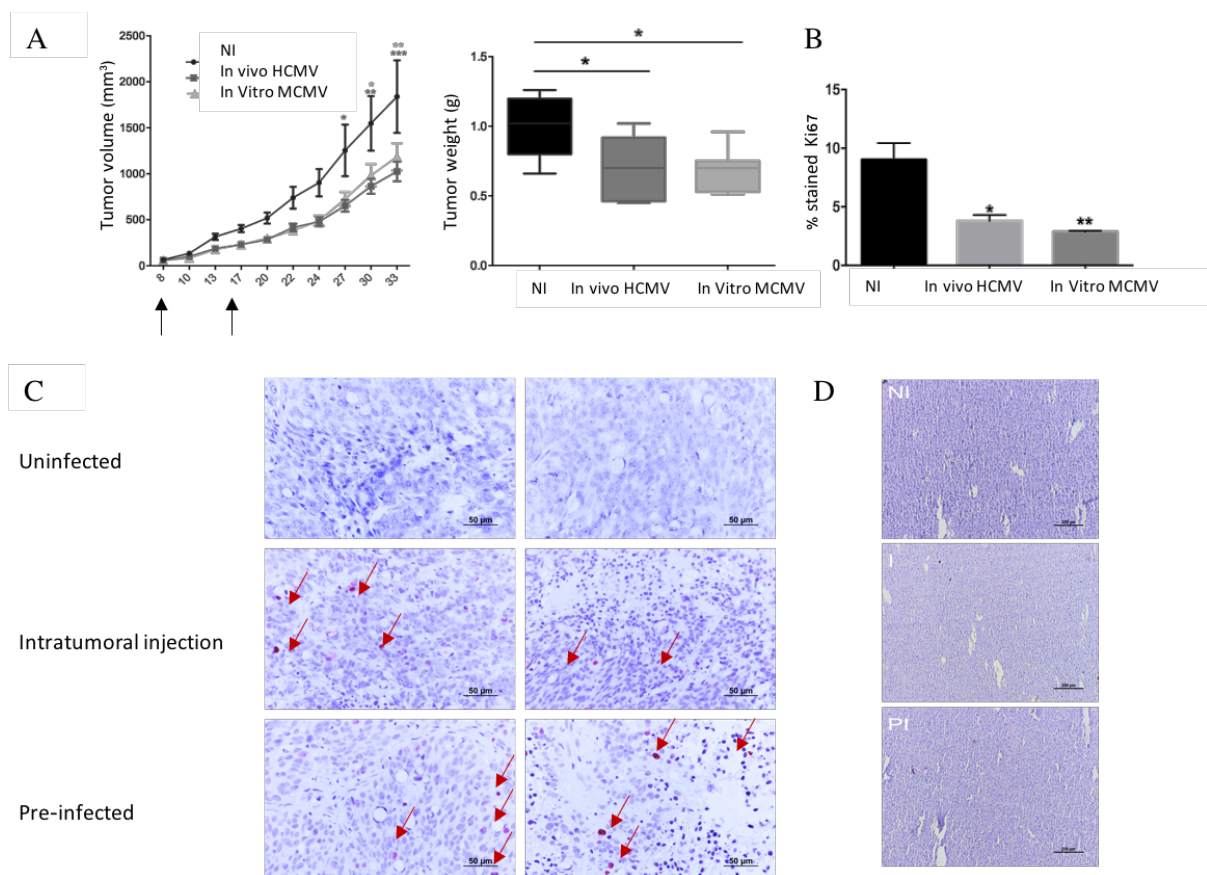 A
2500
2000
1500
1000
500
0
Tumor volume (mm³)
NI
In vivo HCMV
In Vitro MCMV
*
*
**
**
***
8 10 13 17 20 22 24 27 30 33
1.5
1.0
0.5
0.0
Tumor weight (g)
*
*
NI In vivo HCMV In Vitro MCMV
B
15
10
5
0
% stained Ki67
*
**
NI In vivo HCMV In Vitro MCMV
C
Uninfected
50 µm
50 µm
Intratumoral injection
50 µm
50 µm
Pre-infected
50 µm
50 µm
D
NI
I
PI